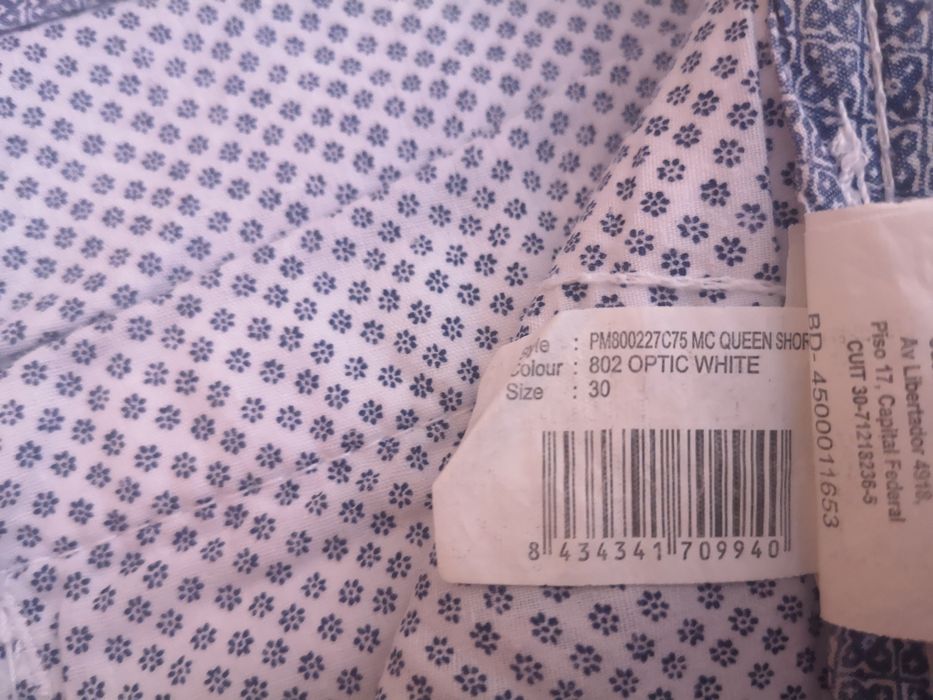 Style : PM800227C75 MC QUEEN SHOR
Colour : 802 OPTIC WHITE
Size : 30
8 434341 709940
BD-4500011653
Av Libertador 4918,
Piso 17, Capital Federal
CUIT 30-71218236-5